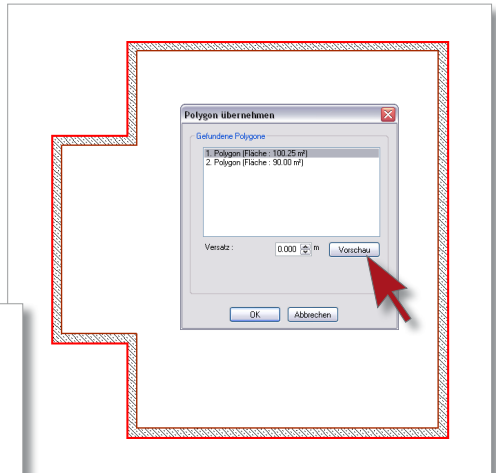 Polygon übernehmen
Gefundene Polygone
1. Polygon (Fläche : 100.25 m²)
2. Polygon (Fläche : 90.00 m²)
Versatz :
0.000 m
Vorschau
OK
Abbrechen